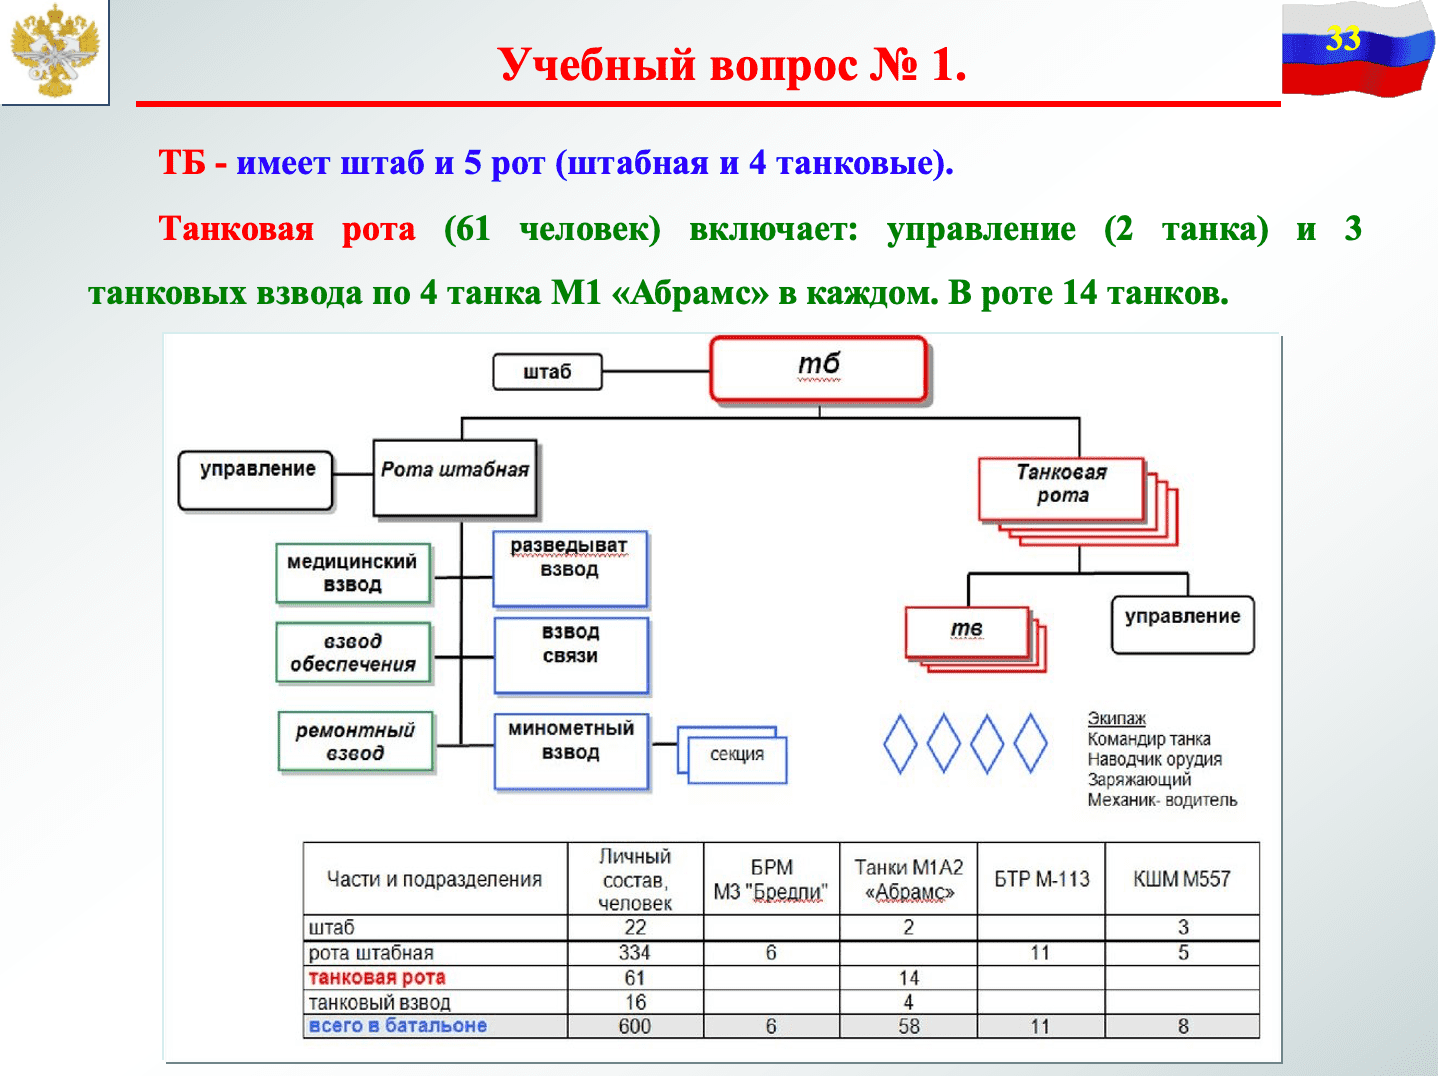 33
Учебный вопрос № 1.
ТБ - имеет штаб и 5 рот (штабная и 4 танковые).
Танковая рота (61 человек) включает: управление (2 танка) и 3
танковых взвода по 4 танка М1 «Абрамс» в каждом. В роте 14 танков.
штаб
тб
управление
Рота штабная
Танковая
рота
медицинский
взвод
разведыват
взвод
взвод
обеспечения
взвод
связи
ремонтный
взвод
минометный
взвод
секция
тв
управление
Экипаж
Командир танка
Наводчик орудия
Заряжающий
Механик- водитель
Части и подразделения Личный состав, человек БРМ М3 "Бредли" Танки М1А2 «Абрамс» БТР М-113 КШМ М557
штаб 22 2 3
рота штабная 334 6 11 5
танковая рота 61 14
танковый взвод 16 4
всего в батальоне 600 6 58 11 8